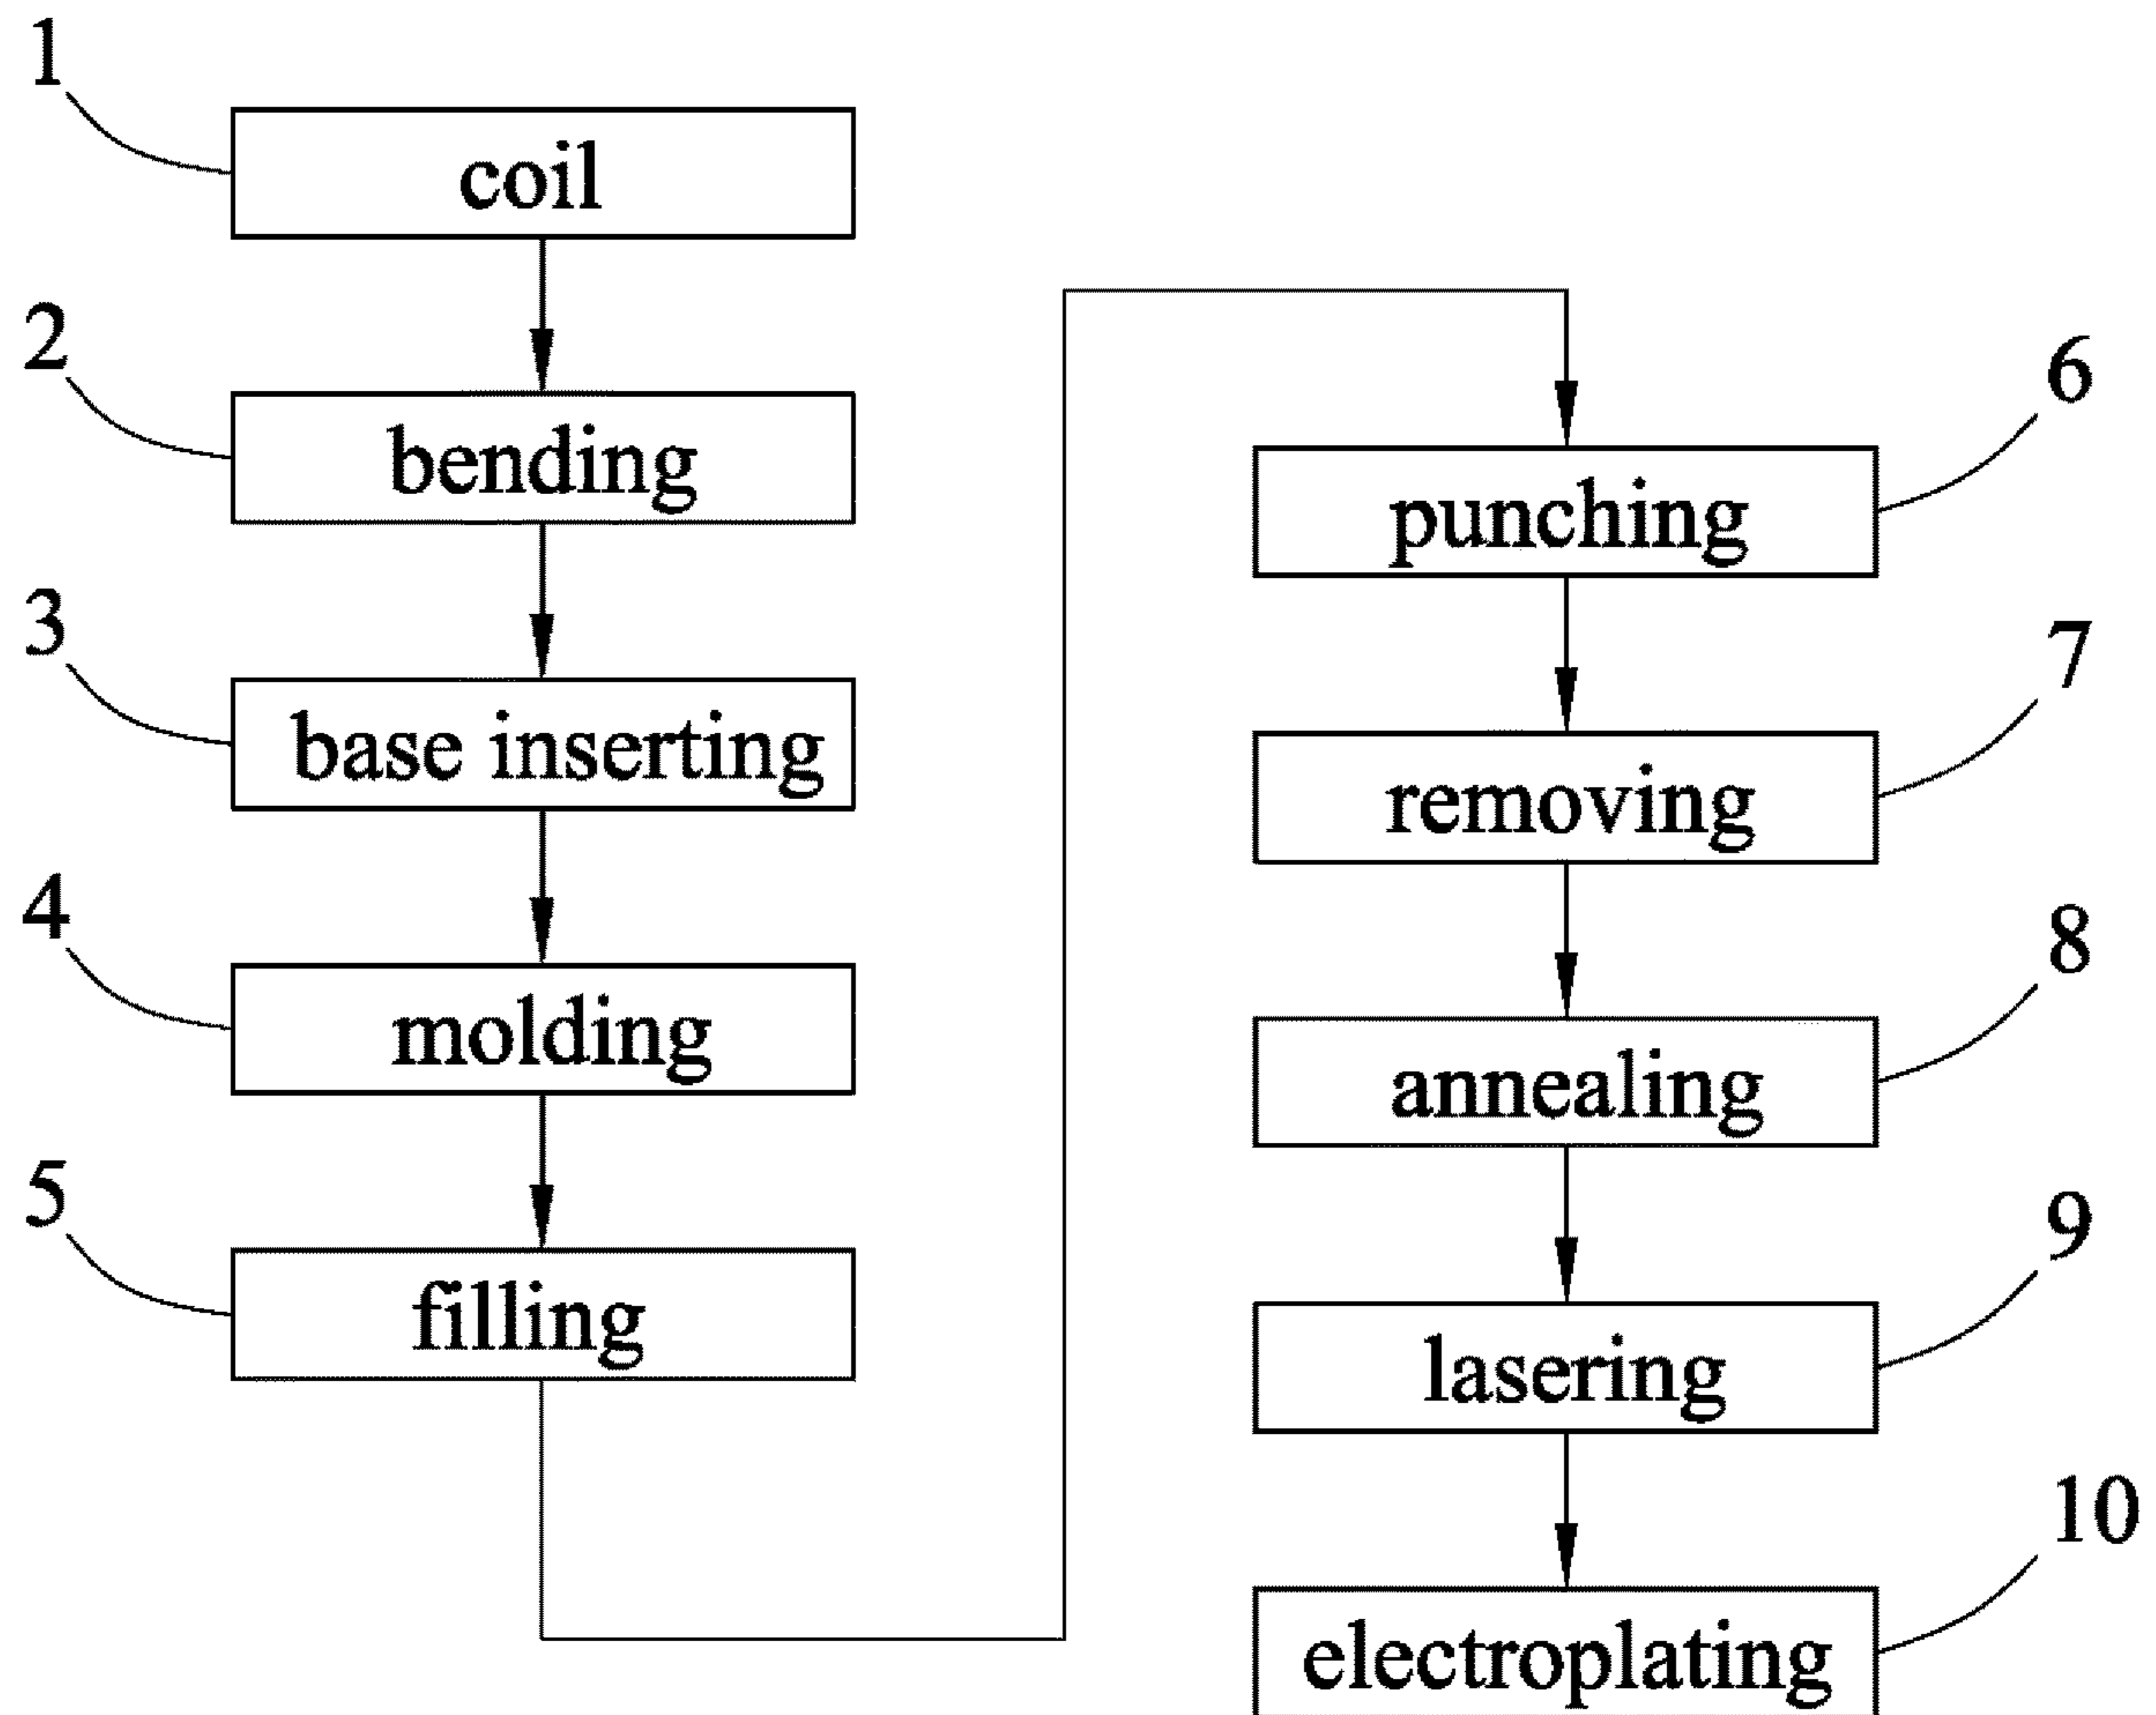 1
coil
2
bending
3
base inserting
4
molding
5
filling
6
punching
7
removing
8
annealing
9
lasering
10
electroplating